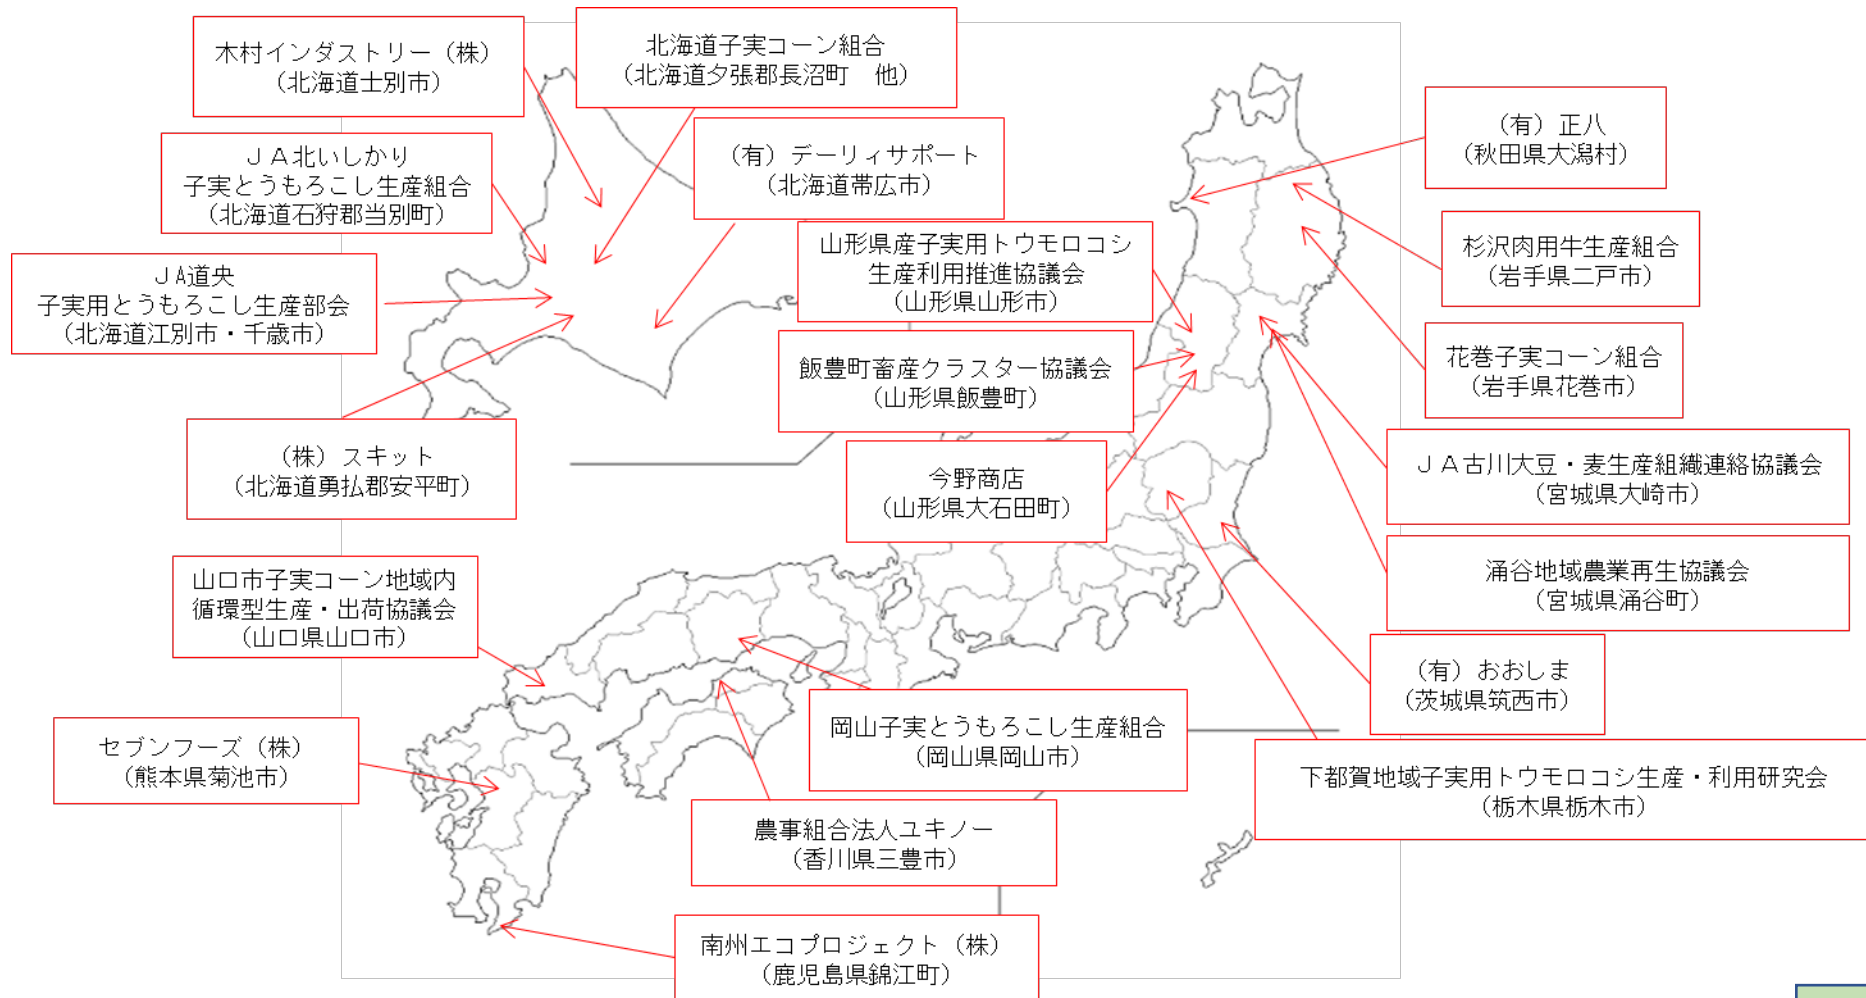 木村インダストリー（株）
（北海道士別市）
北海道子実コーン組合
（北海道夕張郡長沼町　他）
ＪＡ北いしかり
子実とうもろこし生産組合
（北海道石狩郡当別町）
（有）デーリィサポート
（北海道帯広市）
ＪＡ道央
子実用とうもろこし生産部会
（北海道江別市・千歳市）
（株）スキット
（北海道勇払郡安平町）
山形県産子実用トウモロコシ
生産利用推進協議会
（山形県山形市）
飯豊町畜産クラスター協議会
（山形県飯豊町）
今野商店
（山形県大石田町）
（有）正八
（秋田県大潟村）
杉沢肉用牛生産組合
（岩手県二戸市）
花巻子実コーン組合
（岩手県花巻市）
ＪＡ古川大豆・麦生産組織連絡協議会
（宮城県大崎市）
涌谷地域農業再生協議会
（宮城県涌谷町）
（有）おおしま
（茨城県筑西市）
下都賀地域子実用トウモロコシ生産・利用研究会
（栃木県栃木市）
山口市子実コーン地域内
循環型生産・出荷協議会
（山口県山口市）
岡山子実とうもろこし生産組合
（岡山県岡山市）
セブンフーズ（株）
（熊本県菊池市）
農事組合法人ユキノー
（香川県三豊市）
南州エコプロジェクト（株）
（鹿児島県錦江町）